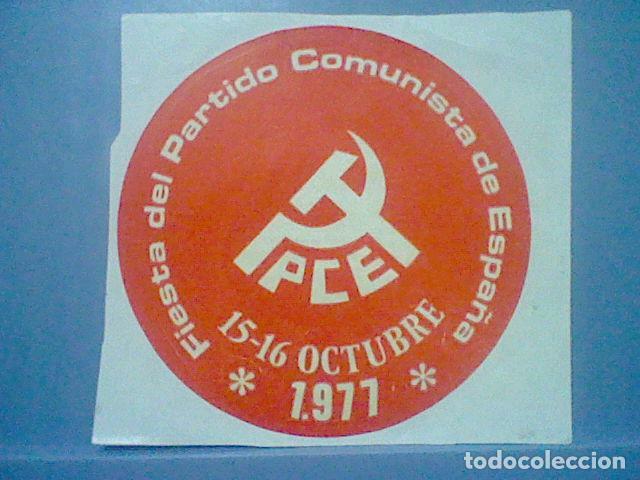 Fiesta del Partido Comunista de España
PCE
15-16 OCTUBRE
* 1.977 *
todocoleccion